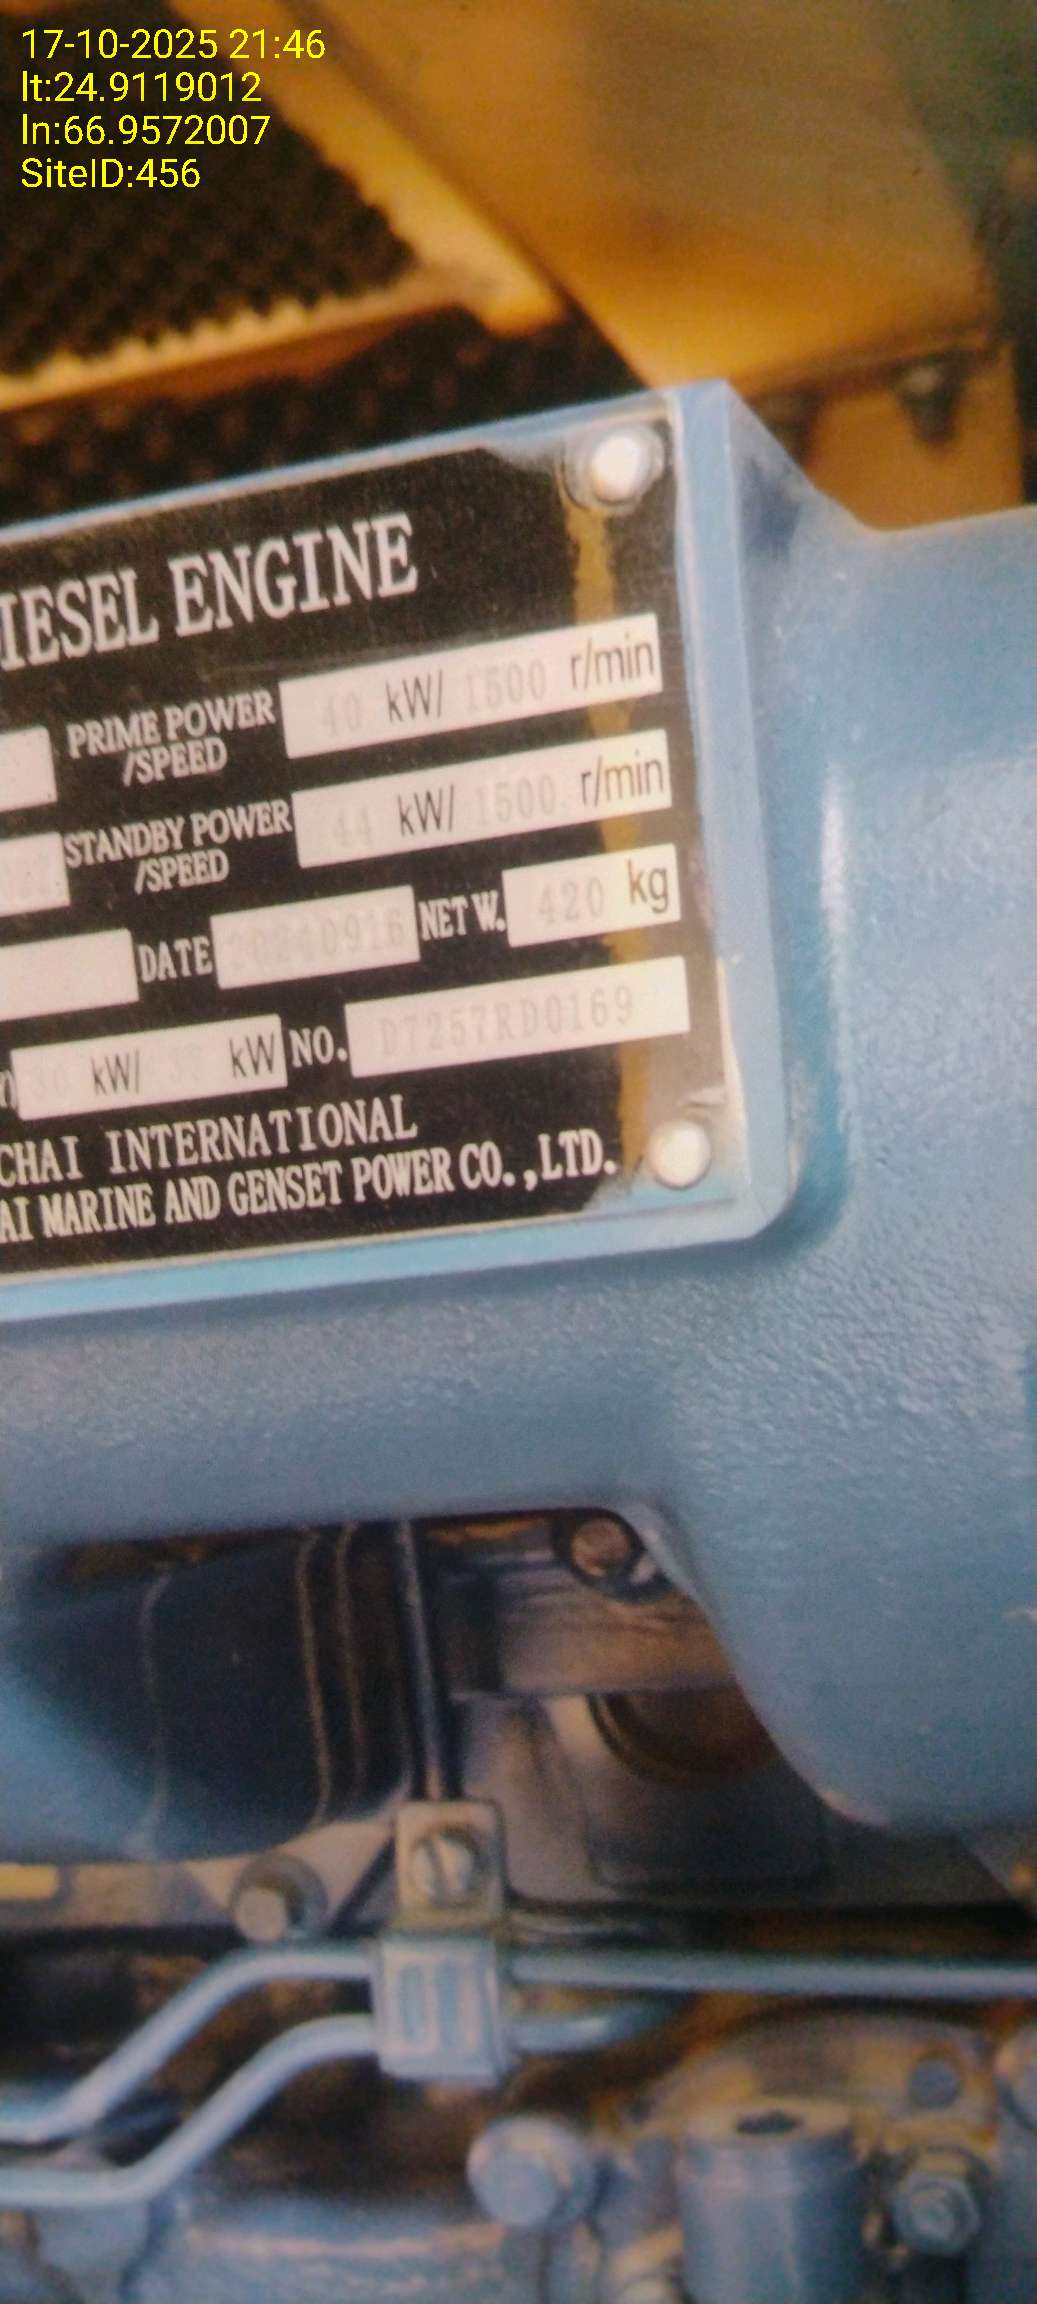 17-10-2025 21:46
lt:24.9119012
ln:66.9572007
SiteID:456
IESEL ENGINE
PRIME POWER /SPEED 40 kW/ 1500 r/min
STANDBY POWER /SPEED 44 kW/ 1500 r/min
DATE 20240916 NET W. 420 kg
kW/ kW NO. D7257RD0169
CHAI INTERNATIONAL
AI MARINE AND GENSET POWER CO.,LTD.